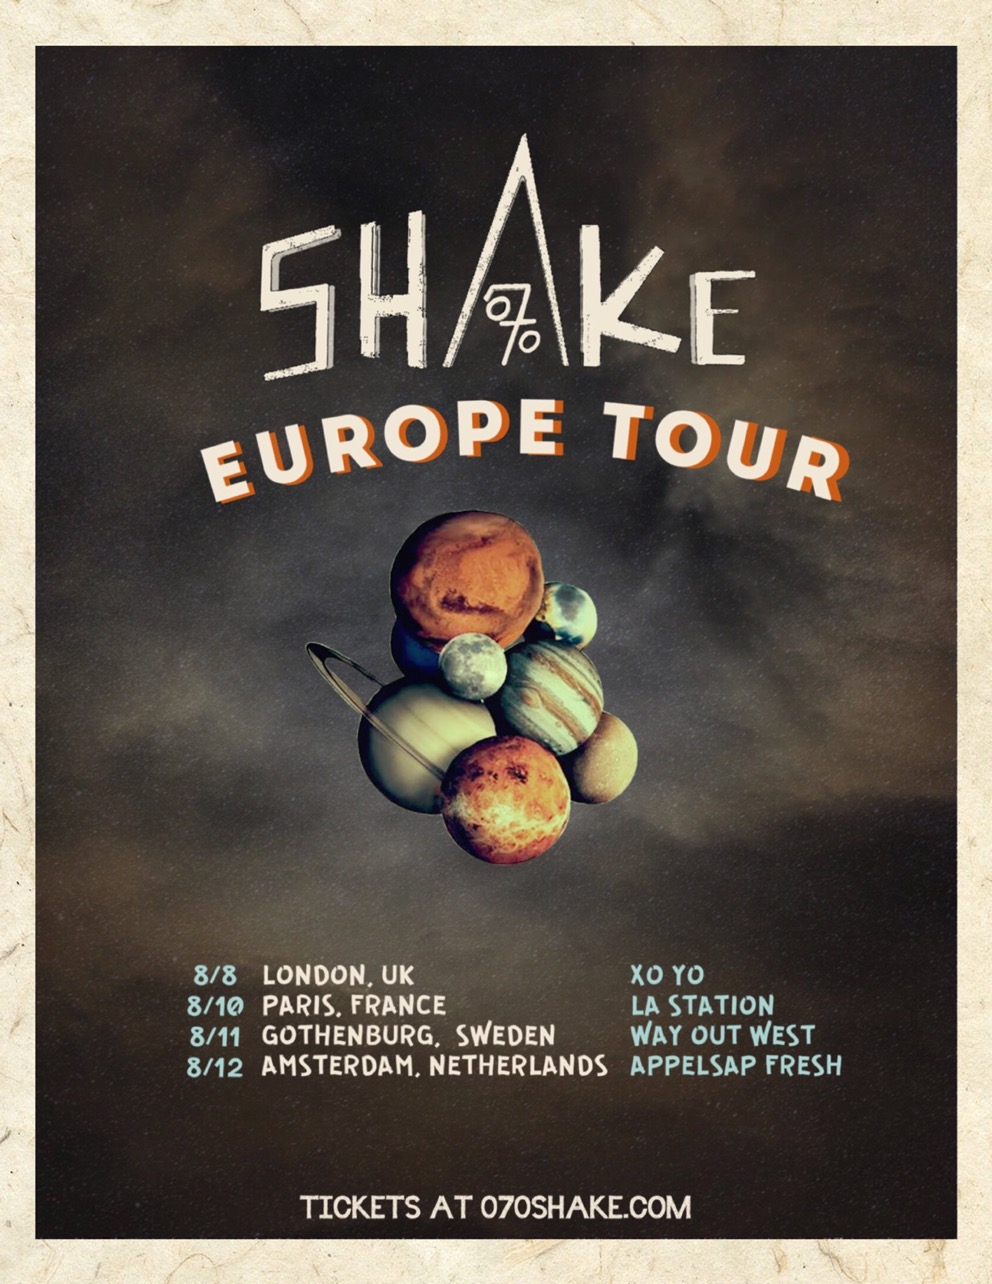 SHAKE
070
EUROPE TOUR
8/8 LONDON, UK XO YO
8/10 PARIS, FRANCE LA STATION
8/11 GOTHENBURG, SWEDEN WAY OUT WEST
8/12 AMSTERDAM, NETHERLANDS APPELSAP FRESH
TICKETS AT 070SHAKE.COM